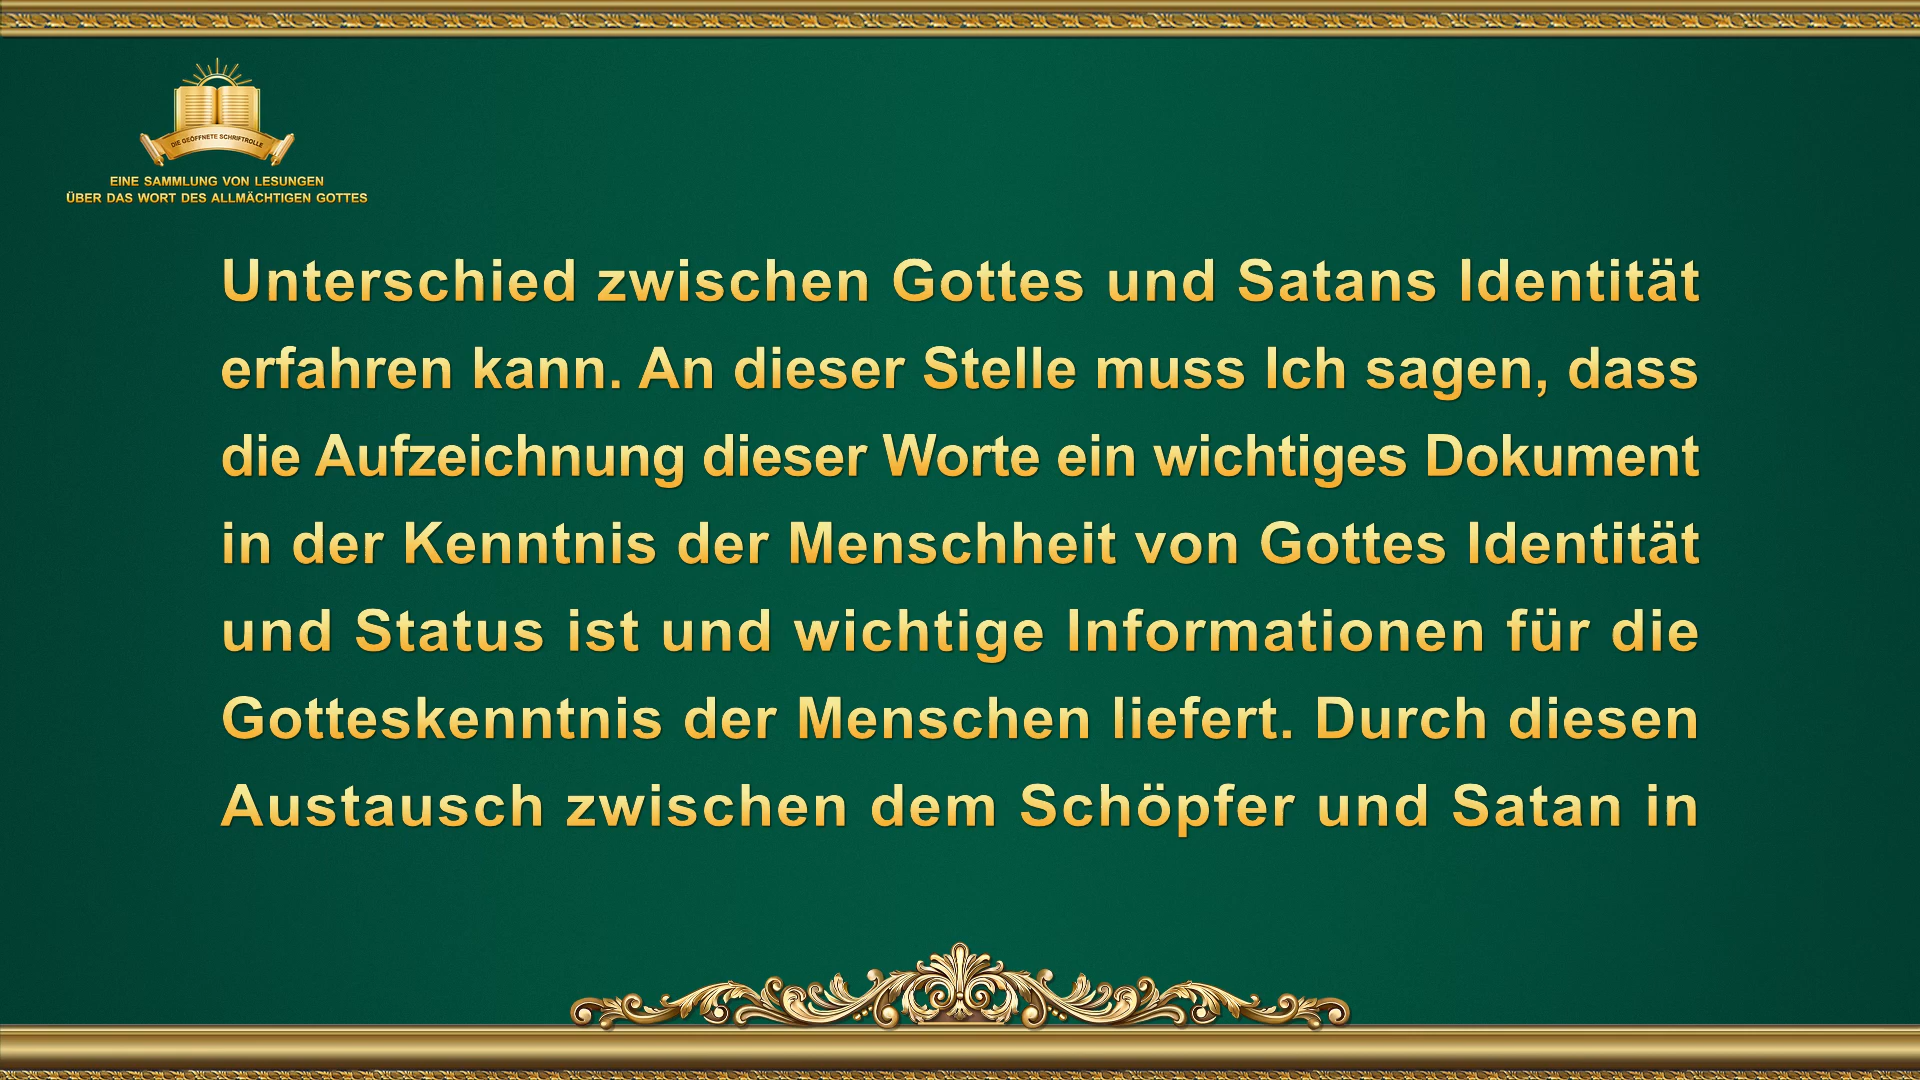 DIE GEÖFFNETE SCHRIFTROLLE
EINE SAMMLUNG VON LESUNGEN
ÜBER DAS WORT DES ALLMÄCHTIGEN GOTTES
Unterschied zwischen Gottes und Satans Identität
erfahren kann. An dieser Stelle muss Ich sagen, dass
die Aufzeichnung dieser Worte ein wichtiges Dokument
in der Kenntnis der Menschheit von Gottes Identität
und Status ist und wichtige Informationen für die
Gotteskenntnis der Menschen liefert. Durch diesen
Austausch zwischen dem Schöpfer und Satan in